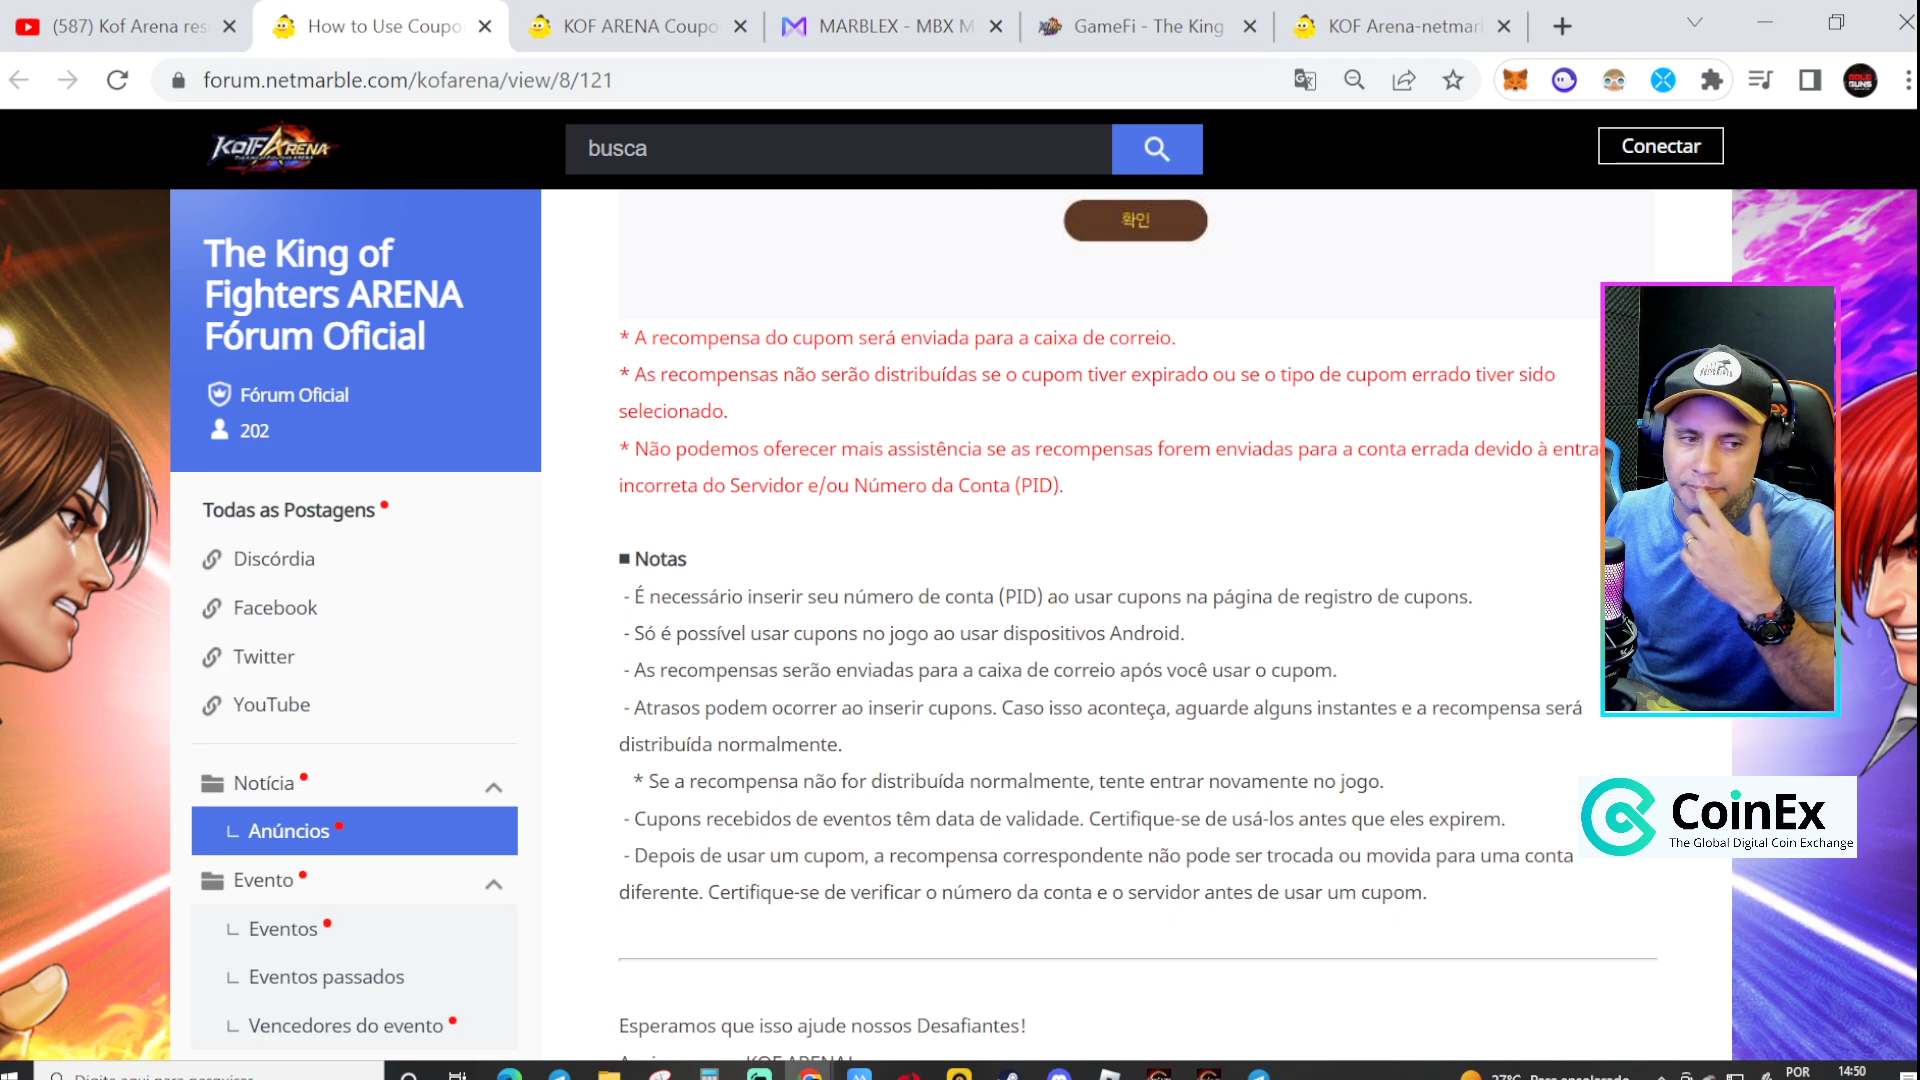 (587) Kof Arena res
How to Use Coupo
KOF ARENA Coupo
MARBLEX - MBX M
GameFi - The King
KOF Arena-netmar
forum.netmarble.com/kofarena/view/8/121
KOF ARENA
busca
Conectar
The King of
Fighters ARENA
Fórum Oficial
Fórum Oficial
202
Todas as Postagens
Discórdia
Facebook
Twitter
YouTube
Notícia
Anúncios
Evento
Eventos
Eventos passados
Vencedores do evento
확인
* A recompensa do cupom será enviada para a caixa de correio.
* As recompensas não serão distribuídas se o cupom tiver expirado ou se o tipo de cupom errado tiver sido
selecionado.
* Não podemos oferecer mais assistência se as recompensas forem enviadas para a conta errada devido à entra
incorreta do Servidor e/ou Número da Conta (PID).
■ Notas
- É necessário inserir seu número de conta (PID) ao usar cupons na página de registro de cupons.
- Só é possível usar cupons no jogo ao usar dispositivos Android.
- As recompensas serão enviadas para a caixa de correio após você usar o cupom.
- Atrasos podem ocorrer ao inserir cupons. Caso isso aconteça, aguarde alguns instantes e a recompensa será
distribuída normalmente.
* Se a recompensa não for distribuída normalmente, tente entrar novamente no jogo.
- Cupons recebidos de eventos têm data de validade. Certifique-se de usá-los antes que eles expirem.
- Depois de usar um cupom, a recompensa correspondente não pode ser trocada ou movida para uma conta
diferente. Certifique-se de verificar o número da conta e o servidor antes de usar um cupom.
Esperamos que isso ajude nossos Desafiantes!
KOF ARENA!
CoinEx
The Global Digital Coin Exchange
Digite aqui para pesquisar
27°C Parc ensolarado
POR
14:50